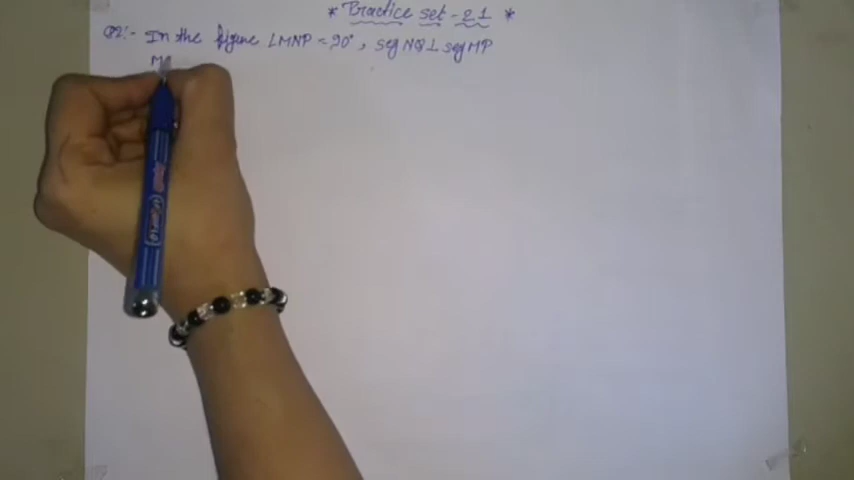 * Practice set - 2.1 *
Q2:- In the figure ∠MNP = 90°, seg NQ ⊥ seg MP